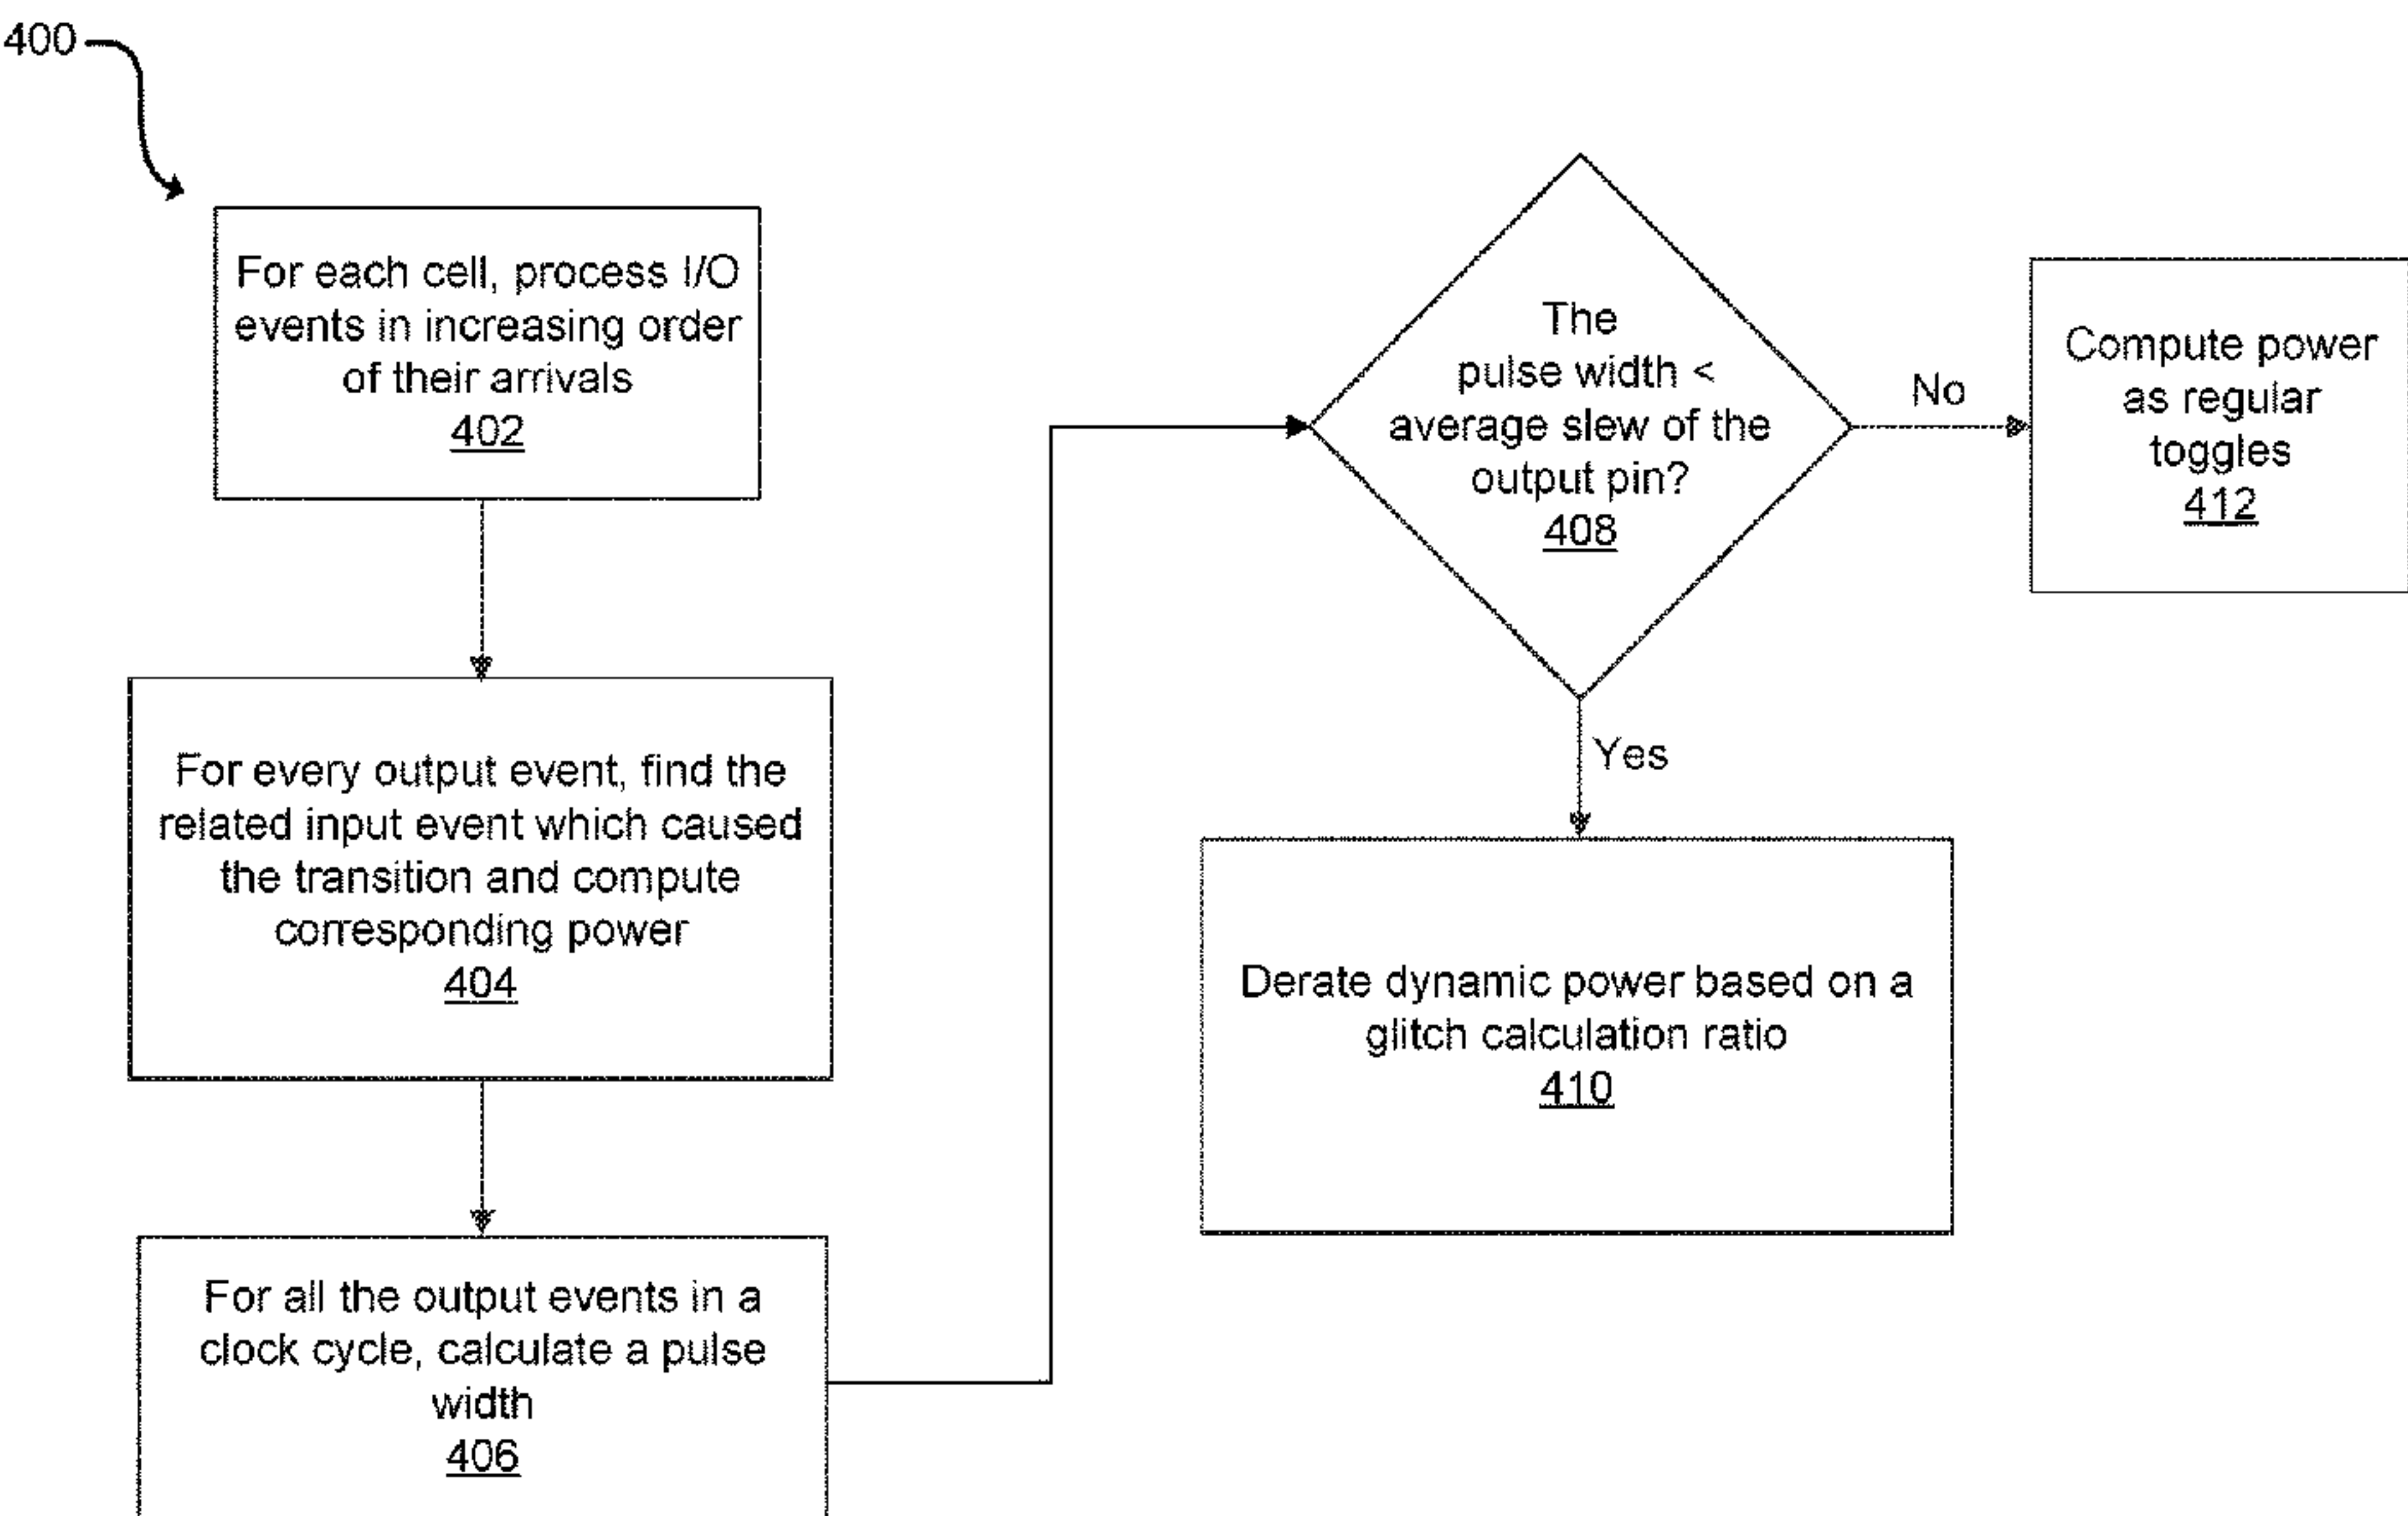 400
For each cell, process I/O
events in increasing order
of their arrivals
402
For every output event, find the
related input event which caused
the transition and compute
corresponding power
404
For all the output events in a
clock cycle, calculate a pulse
width
406
The
pulse width <
average slew of the
output pin?
408
No
Compute power
as regular
toggles
412
Yes
Derate dynamic power based on a
glitch calculation ratio
410